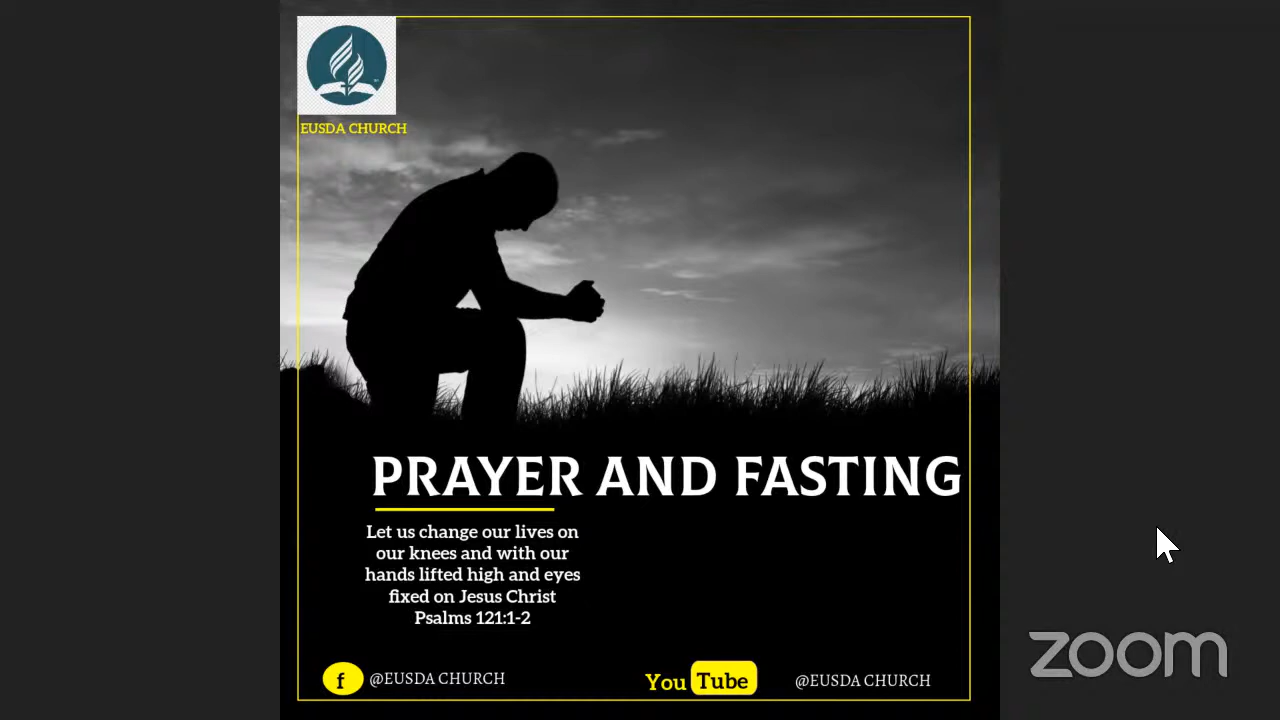 EUSDA CHURCH
PRAYER AND FASTING
Let us change our lives on
our knees and with our
hands lifted high and eyes
fixed on Jesus Christ
Psalms 121:1-2
f @EUSDA CHURCH
You Tube @EUSDA CHURCH
zoom